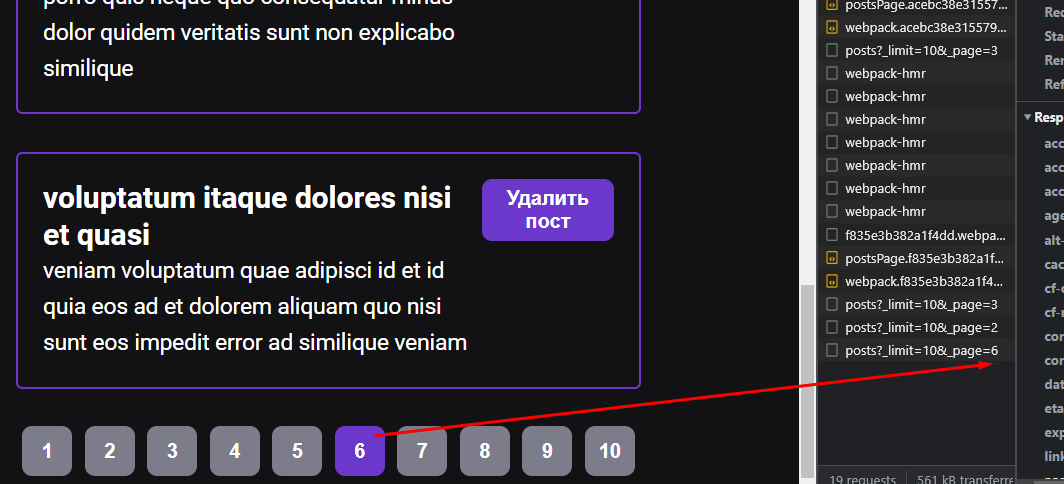 porro quis neque quo consequatur minus
dolor quidem veritatis sunt non explicabo
similique
voluptatum itaque dolores nisi
et quasi
Удалить
пост
veniam voluptatum quae adipisci id et id
quia eos ad et dolorem aliquam quo nisi
sunt eos impedit error ad similique veniam
1 2 3 4 5 6 7 8 9 10
postsPage.acebc38e31557...
webpack.acebc38e315579...
posts?_limit=10&_page=3
webpack-hmr
webpack-hmr
webpack-hmr
webpack-hmr
webpack-hmr
webpack-hmr
webpack-hmr
f835e3b382a1f4dd.webpa...
postsPage.f835e3b382a1f...
webpack.f835e3b382a1f4...
posts?_limit=10&_page=3
posts?_limit=10&_page=2
posts?_limit=10&_page=6
19 requests
561 kB transferre
Rec
Sta
Ren
Ref
Resp
acc
acc
acc
age
alt-
cac
cf-c
cf-r
con
con
dat
eta
exp
link